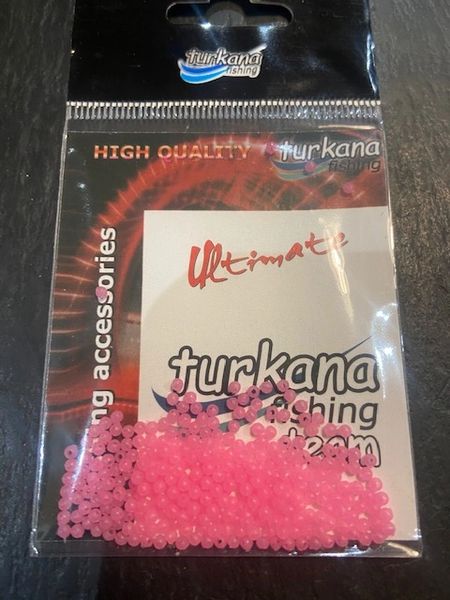 turkana
fishing
HIGH QUALITY
turkana
fishing
accessories
Ultimate
turkana
fishing
team